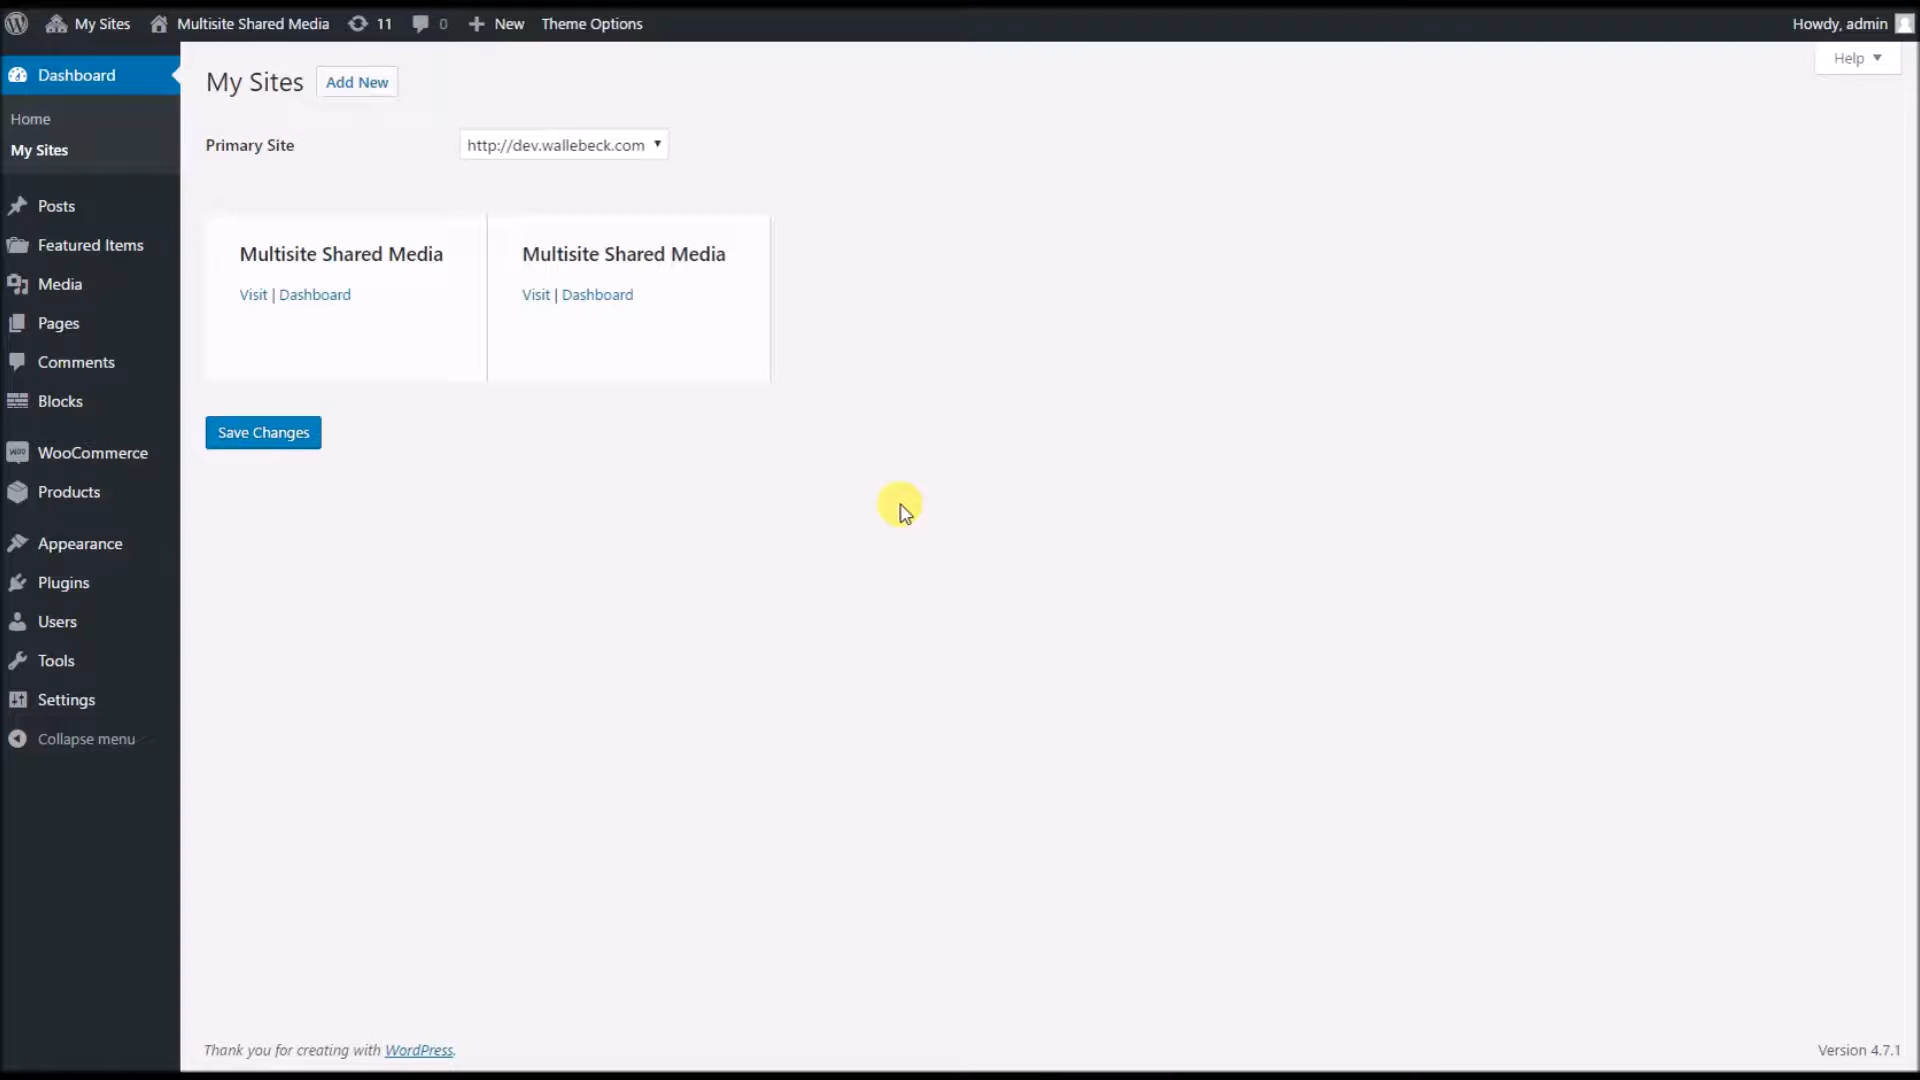 My Sites Multisite Shared Media 11 0 New Theme Options Howdy, admin
Help
Dashboard
Home
My Sites
Posts
Featured Items
Media
Pages
Comments
Blocks
WooCommerce
Products
Appearance
Plugins
Users
Tools
Settings
Collapse menu
My Sites Add New
Primary Site http://dev.wallebeck.com
Multisite Shared Media
Visit | Dashboard
Multisite Shared Media
Visit | Dashboard
Save Changes
Thank you for creating with WordPress.
Version 4.7.1